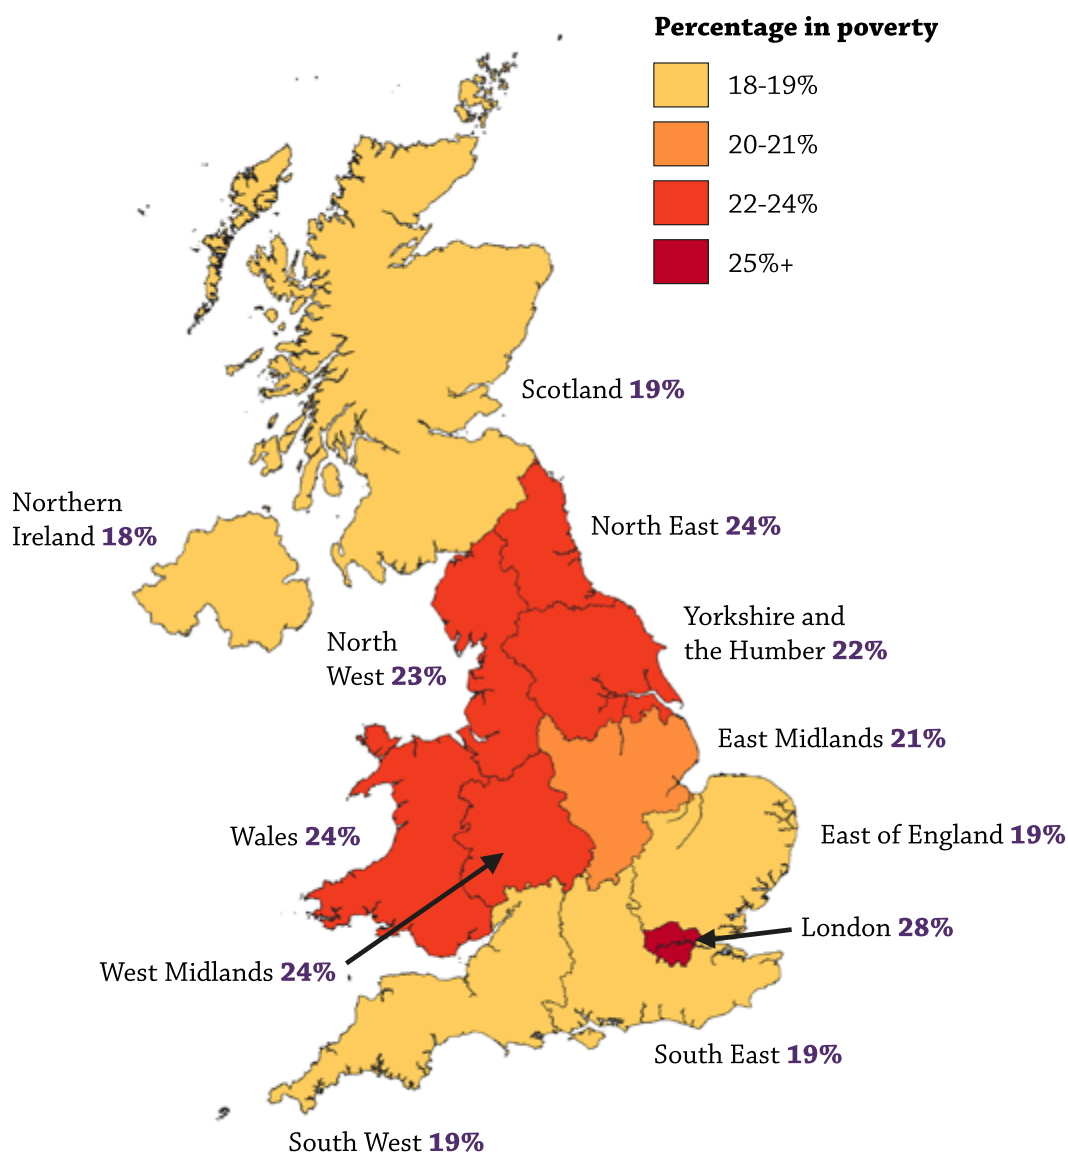 Percentage in poverty
18-19%
20-21%
22-24%
25%+
Scotland 19%
Northern
Ireland 18%
North East 24%
Yorkshire and
the Humber 22%
North
West 23%
East Midlands 21%
Wales 24%
East of England 19%
London 28%
West Midlands 24%
South East 19%
South West 19%